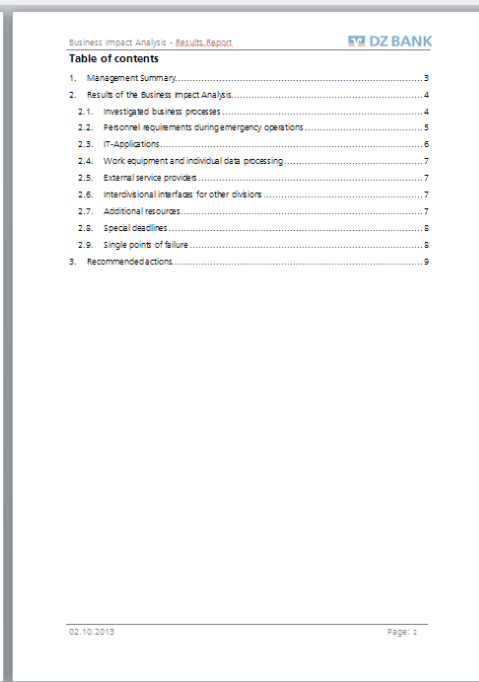 Business Impact Analysis – Results Report DZ BANK
Table of contents
1. Management Summary.....3
2. Results of the Business Impact Analysis.....4
2.1. Investigated business processes.....4
2.2. Personnel requirements during emergency operations.....5
2.3. IT-Applications.....6
2.4. Work equipment and individual data processing.....7
2.5. External service providers.....7
2.6. Interdivisional interfaces for other divisions.....7
2.7. Additional resources.....7
2.8. Special deadlines.....8
2.9. Single points of failure.....8
3. Recommended actions.....9
02.10.2013 Page: 2